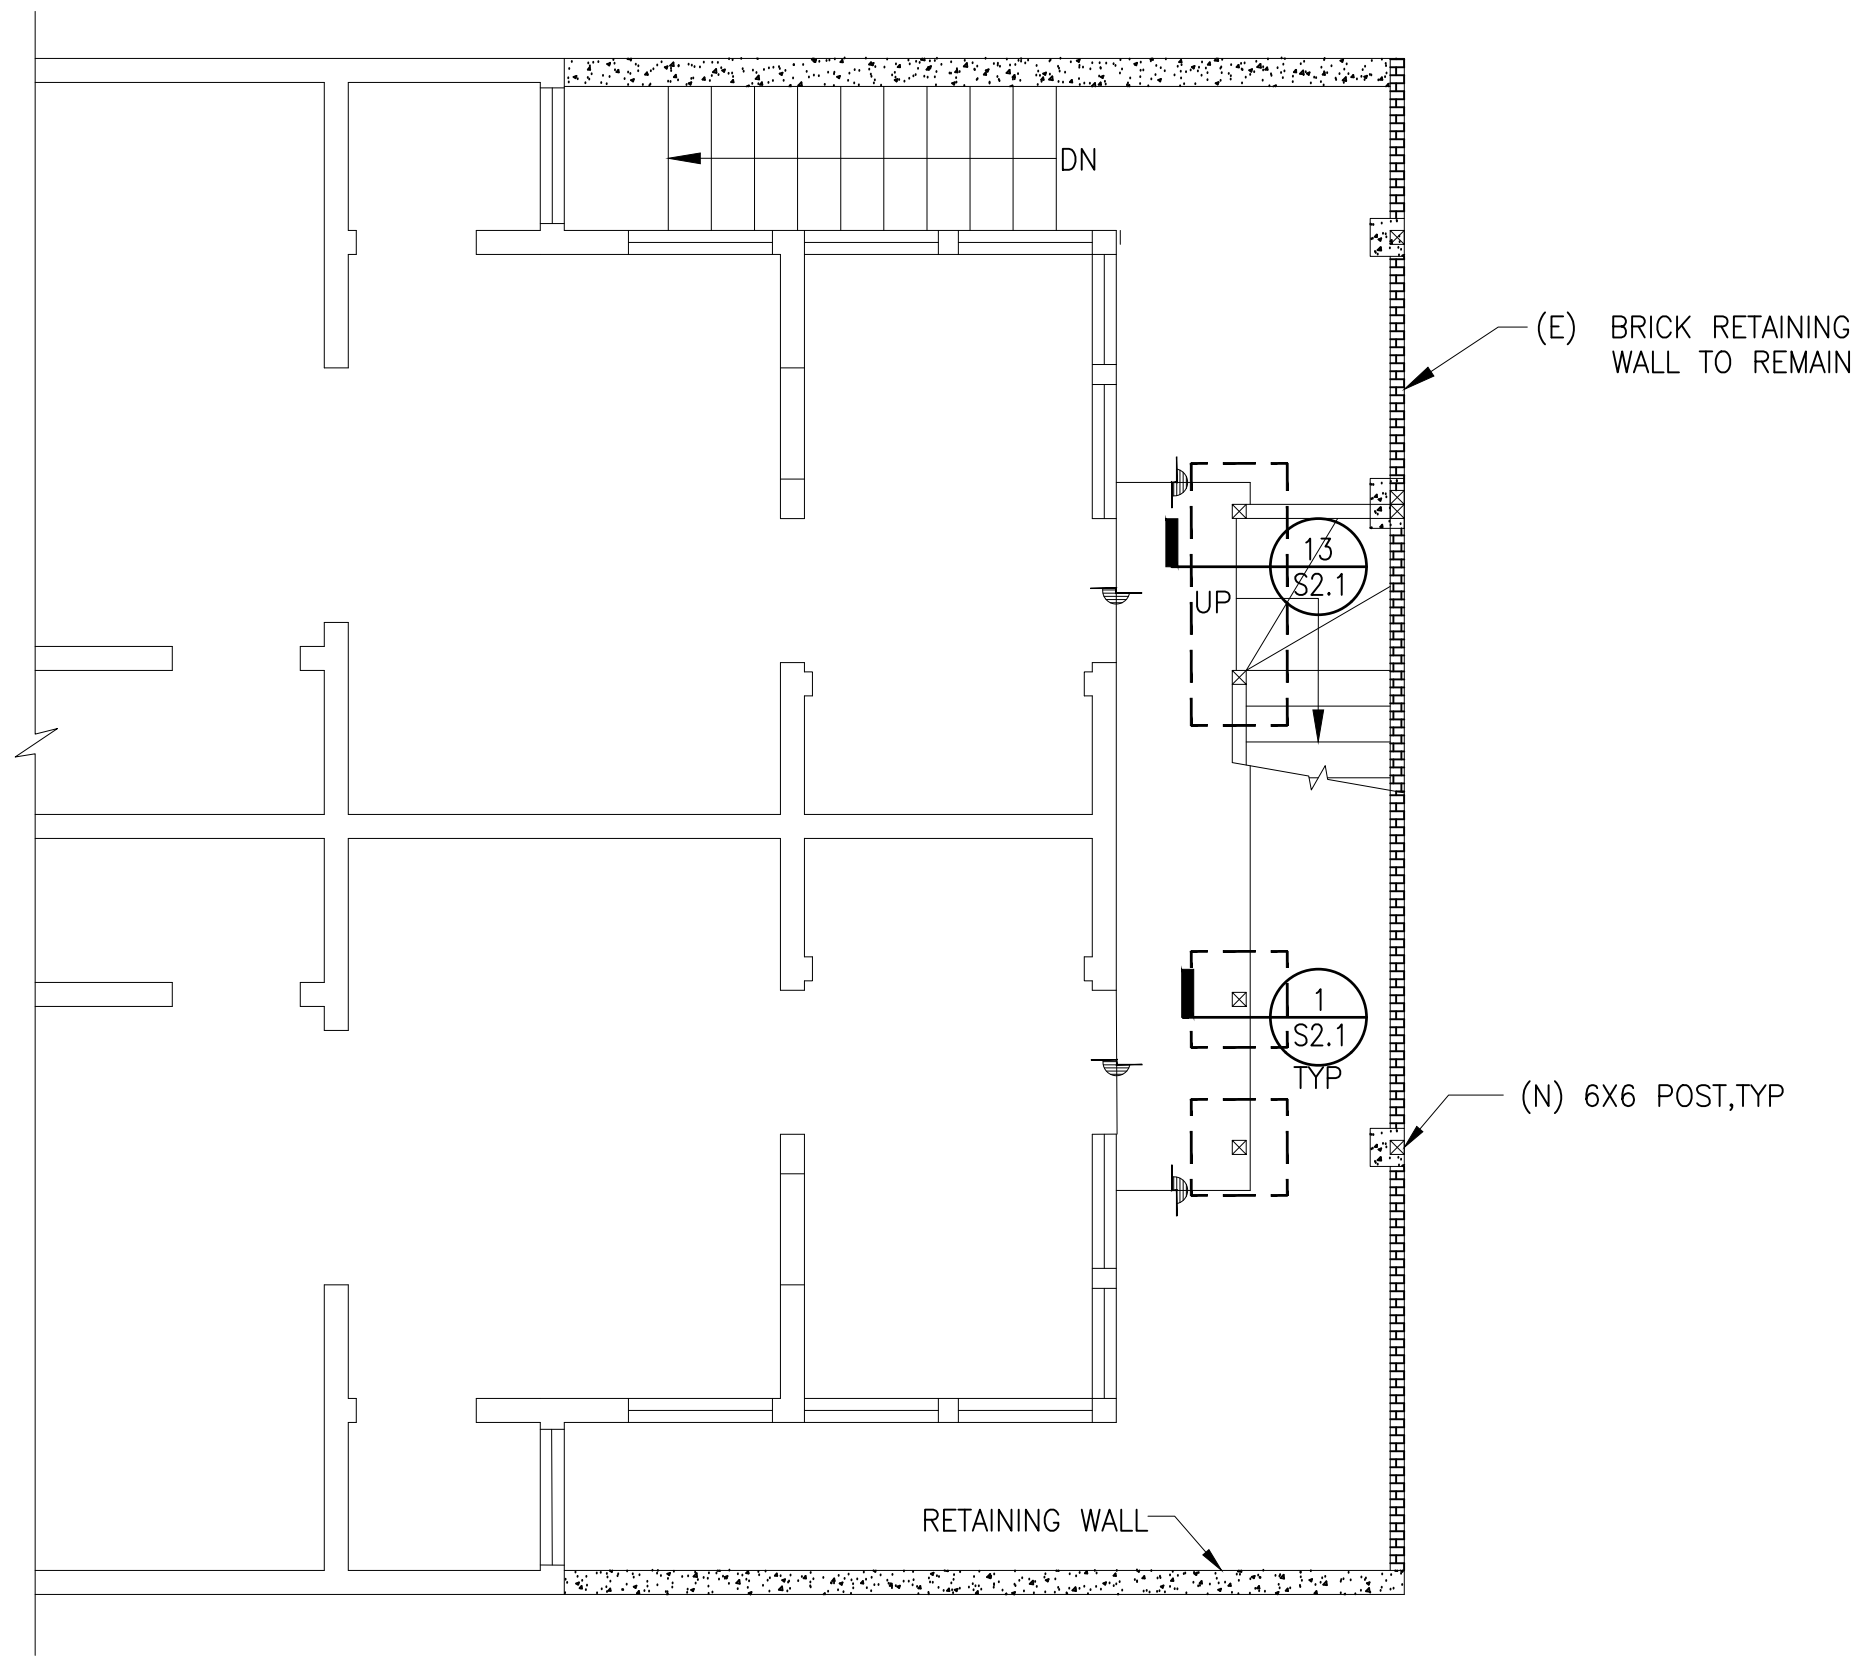 DN
(E) BRICK RETAINING
WALL TO REMAIN
13
S2.1
UP
1
S2.1
TYP
(N) 6X6 POST,TYP
RETAINING WALL